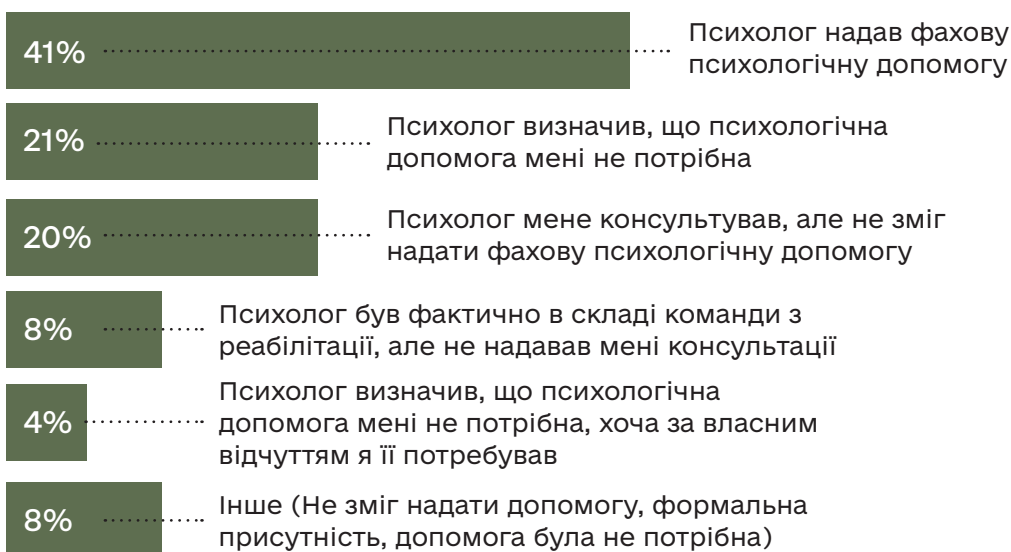 41%
Психолог надав фахову
психологічну допомогу
21%
Психолог визначив, що психологічна
допомога мені не потрібна
20%
Психолог мене консультував, але не зміг
надати фахову психологічну допомогу
8%
Психолог був фактично в складі команди з
реабілітації, але не надавав мені консультації
4%
Психолог визначив, що психологічна
допомога мені не потрібна, хоча за власним
відчуттям я її потребував
8%
Інше (Не зміг надати допомогу, формальна
присутність, допомога була не потрібна)